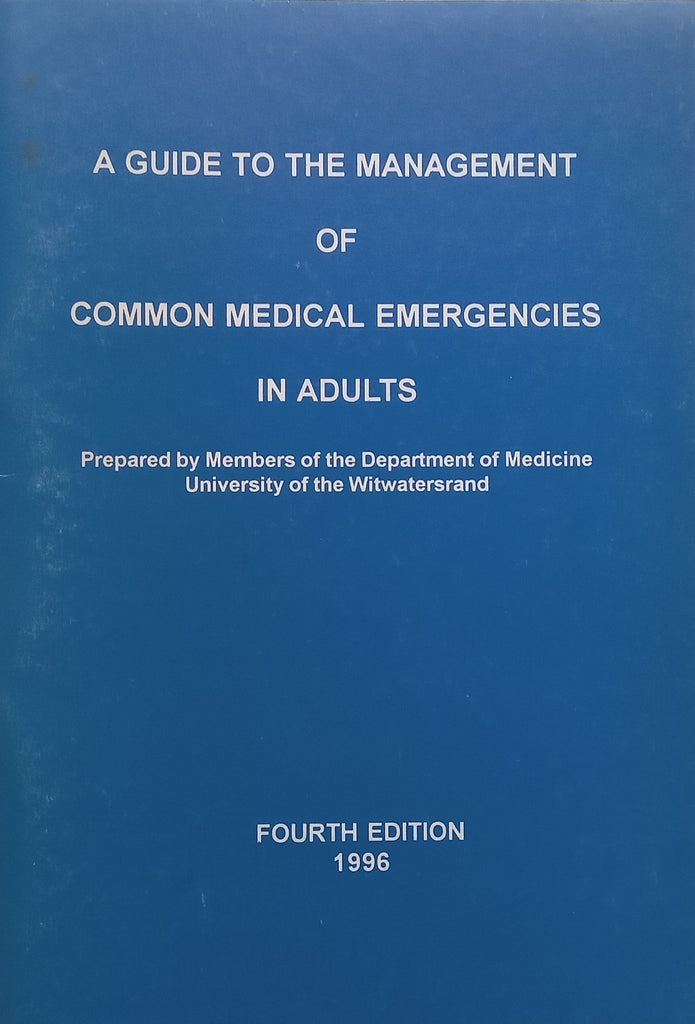 A GUIDE TO THE MANAGEMENT
OF
COMMON MEDICAL EMERGENCIES
IN ADULTS
Prepared by Members of the Department of Medicine
University of the Witwatersrand
FOURTH EDITION
1996